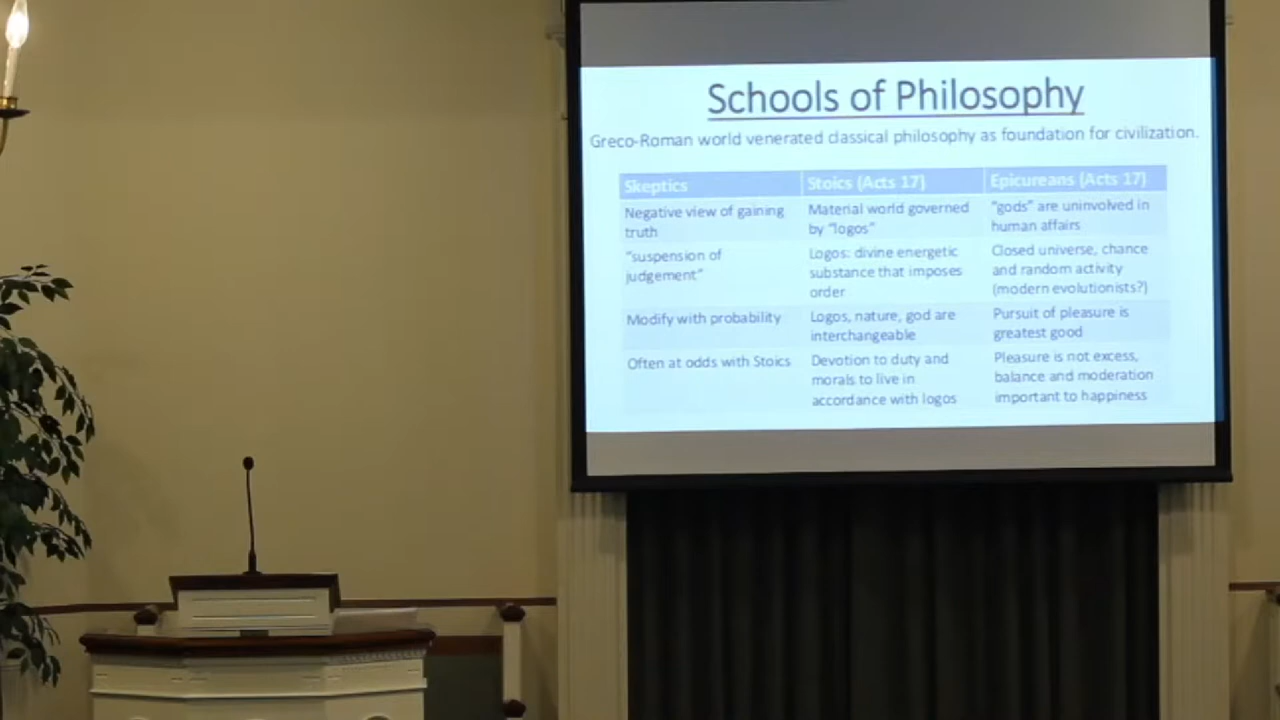 Schools of Philosophy
Greco-Roman world venerated classical philosophy as foundation for civilization.
Skeptics
Stoics (Acts 17)
Epicureans (Acts 17)
Negative view of gaining
truth
Material world governed
by "logos"
"gods" are uninvolved in
human affairs
"suspension of
judgement"
Logos: divine energetic
substance that imposes
order
Closed universe, chance
and random activity
(modern evolutionists?)
Modify with probability
Logos, nature, god are
interchangeable
Pursuit of pleasure is
greatest good
Often at odds with Stoics
Devotion to duty and
morals to live in
accordance with logos
Pleasure is not excess,
balance and moderation
important to happiness